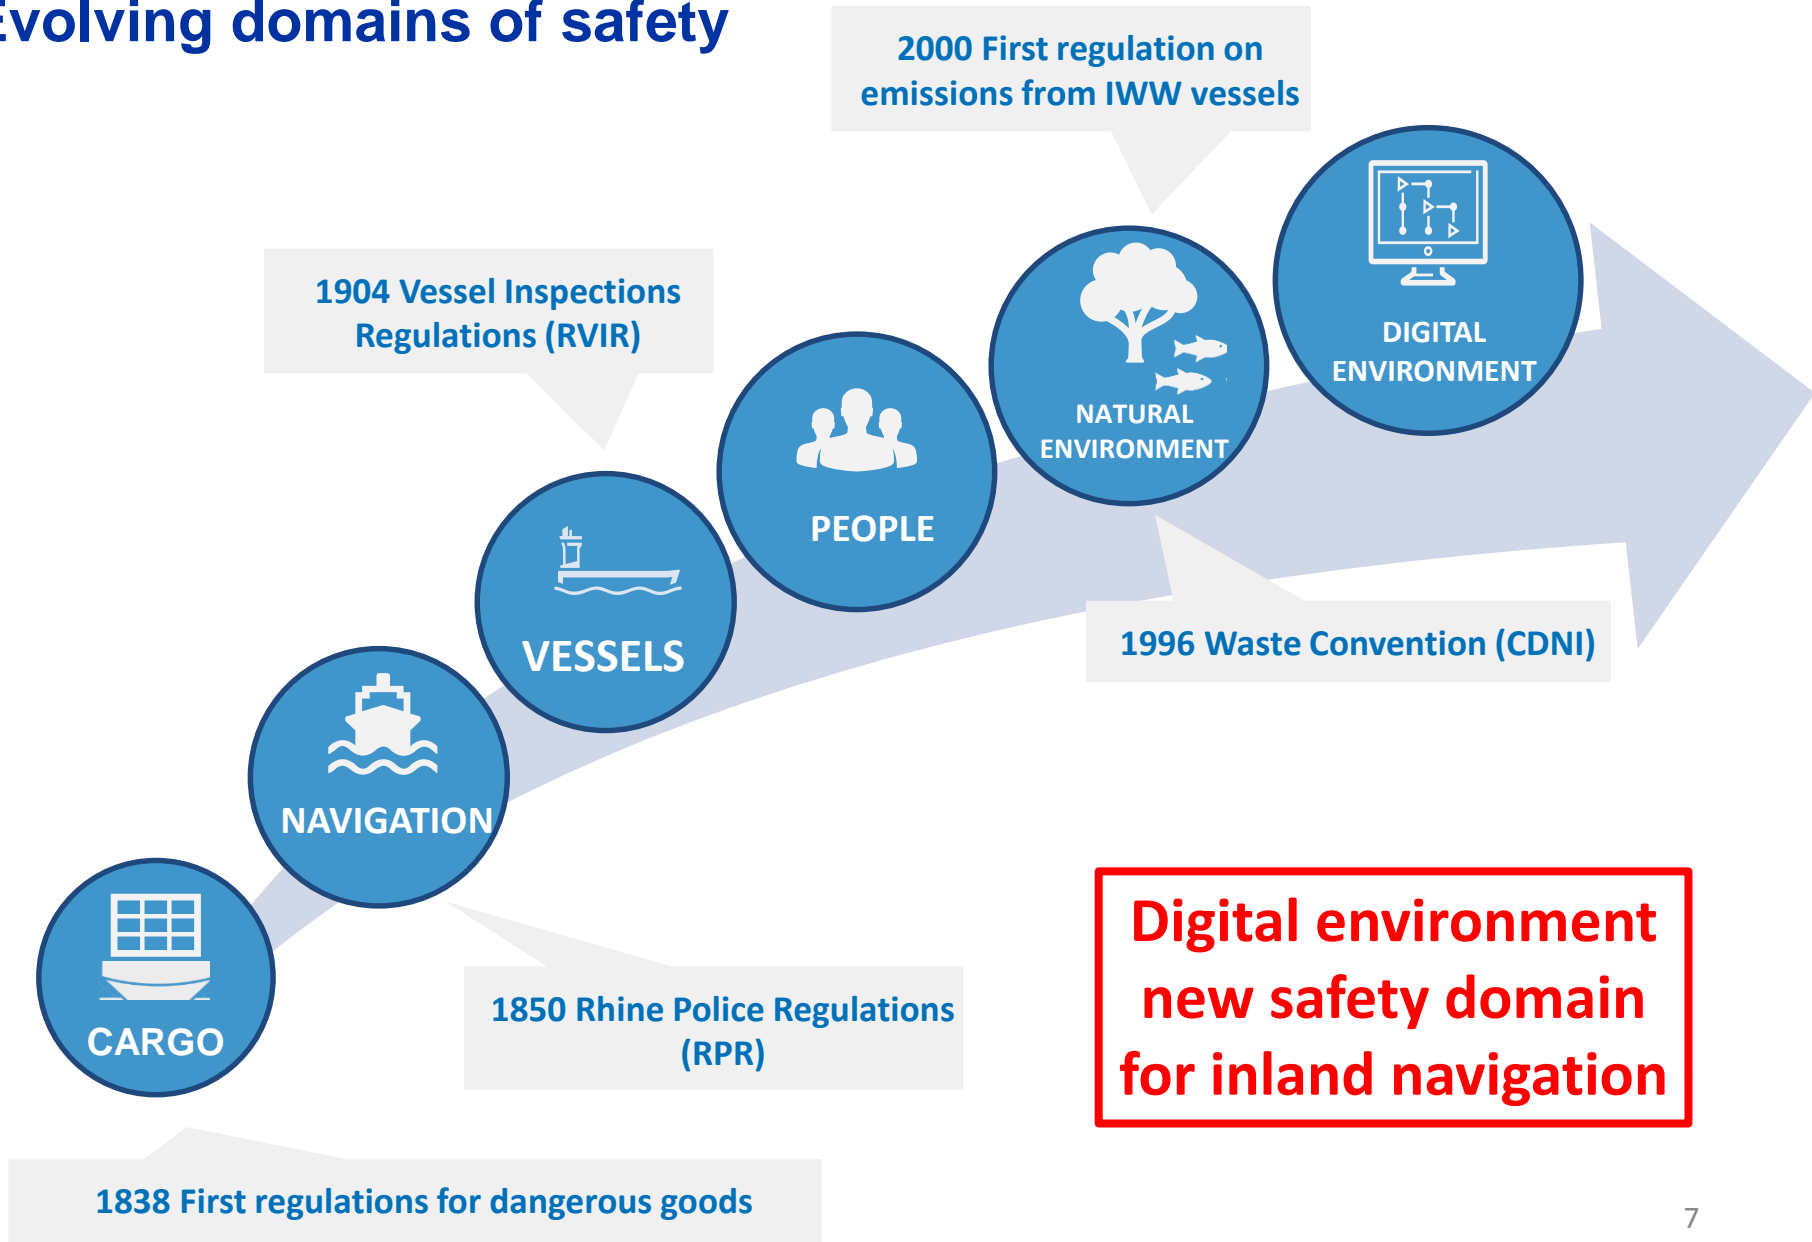 Evolving domains of safety
2000 First regulation on
emissions from IWW vessels
DIGITAL
ENVIRONMENT
1904 Vessel Inspections
Regulations (RVIR)
NATURAL
ENVIRONMENT
PEOPLE
VESSELS
1996 Waste Convention (CDNI)
NAVIGATION
CARGO
1850 Rhine Police Regulations
(RPR)
Digital environment
new safety domain
for inland navigation
1838 First regulations for dangerous goods
7